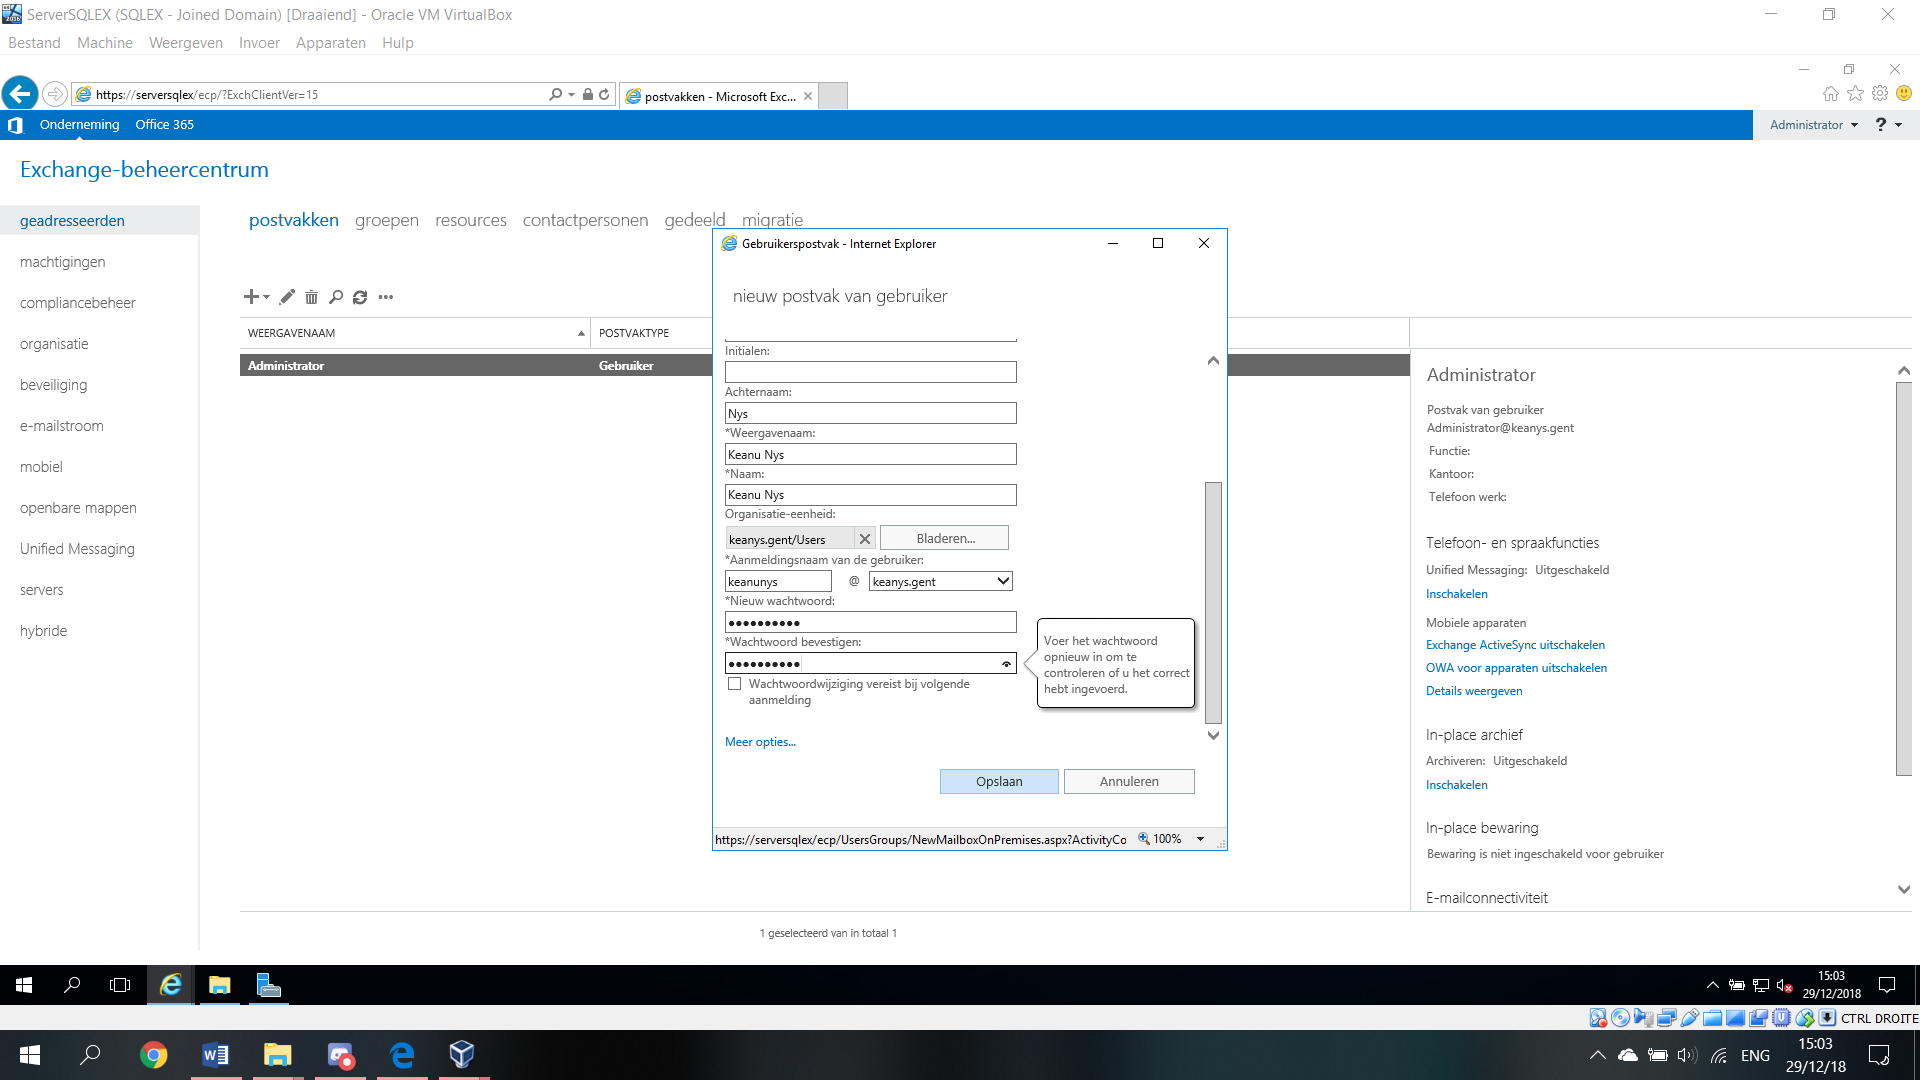 ServerSQLEX (SQLEX - Joined Domain) [Draaiend] - Oracle VM VirtualBox
Bestand Machine Weergeven Invoer Apparaten Hulp
https://serversqlex/ecp/?ExchClientVer=15
postvakken - Microsoft Exc...
Onderneming Office 365
Administrator ?
Exchange-beheercentrum
geadresseerden
machtigingen
compliancebeheer
organisatie
beveiliging
e-mailstroom
mobiel
openbare mappen
Unified Messaging
servers
hybride
postvakken groepen resources contactpersonen gedeeld migratie
WEERGAVENAAM POSTVAKTYPE
Administrator Gebruiker
Gebruikerspostvak - Internet Explorer
nieuw postvak van gebruiker
Initialen:
Achternaam:
Nys
*Weergavenaam:
Keanu Nys
*Naam:
Keanu Nys
Organisatie-eenheid:
keanys.gent/Users Bladeren...
*Aanmeldingsnaam van de gebruiker:
keanunys @ keanys.gent
*Nieuw wachtwoord:
●●●●●●●●●●
*Wachtwoord bevestigen:
●●●●●●●●●●
Voer het wachtwoord
opnieuw in om te
controleren of u het correct
hebt ingevoerd.
Wachtwoordwijziging vereist bij volgende
aanmelding
Meer opties...
Opslaan Annuleren
https://serversqlex/ecp/UsersGroups/NewMailboxOnPremises.aspx?ActivityCo 100%
Administrator
Postvak van gebruiker
Administrator@keanys.gent
Functie:
Kantoor:
Telefoon werk:
Telefoon- en spraakfuncties
Unified Messaging: Uitgeschakeld
Inschakelen
Mobiele apparaten
Exchange ActiveSync uitschakelen
OWA voor apparaten uitschakelen
Details weergeven
In-place archief
Archiveren: Uitgeschakeld
Inschakelen
In-place bewaring
Bewaring is niet ingeschakeld voor gebruiker
E-mailconnectiviteit
1 geselecteerd van in totaal 1
15:03
29/12/2018
CTRL DROITE
ENG
15:03
29/12/18